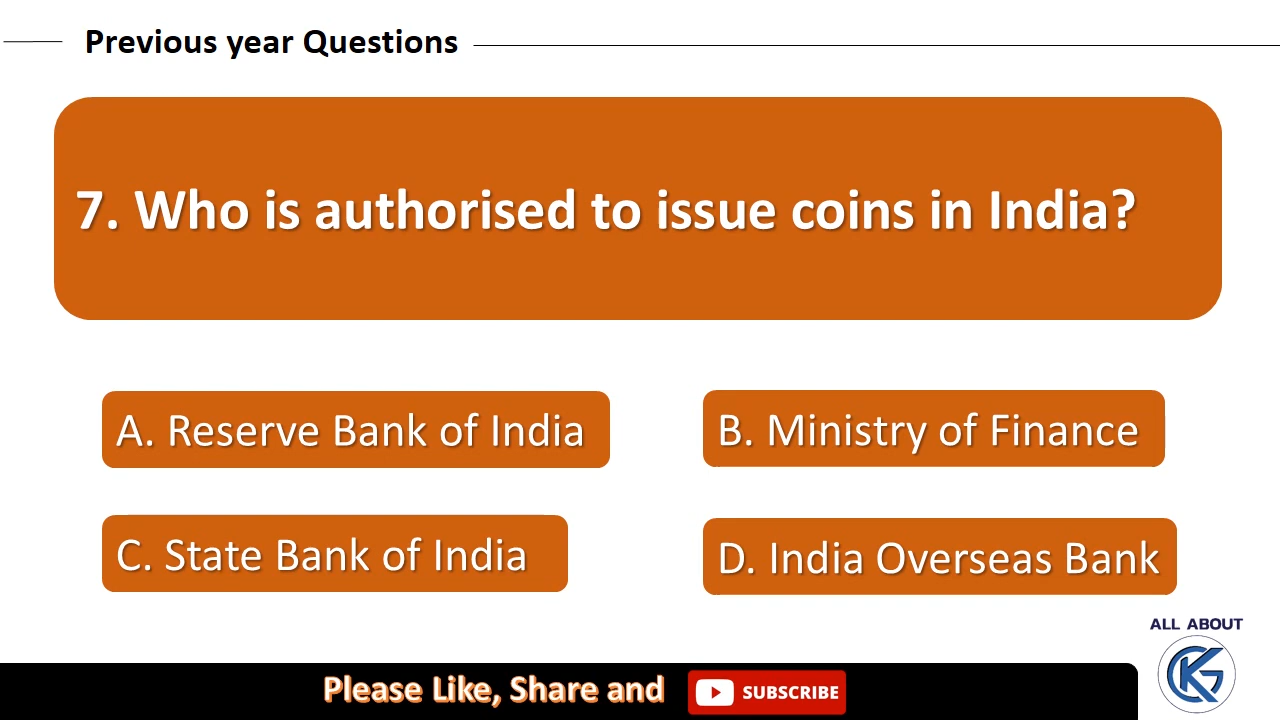 Previous year Questions
7. Who is authorised to issue coins in India?
A. Reserve Bank of India
B. Ministry of Finance
C. State Bank of India
D. India Overseas Bank
ALL ABOUT
GK
Please Like, Share and
SUBSCRIBE